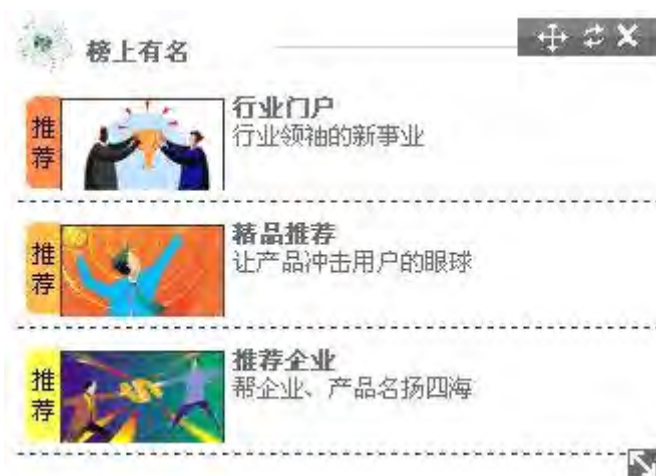 榜上有名
推荐
行业门户
行业领袖的新事业
推荐
精品推荐
让产品冲击用户的眼球
推荐
推荐企业
帮企业、产品名扬四海